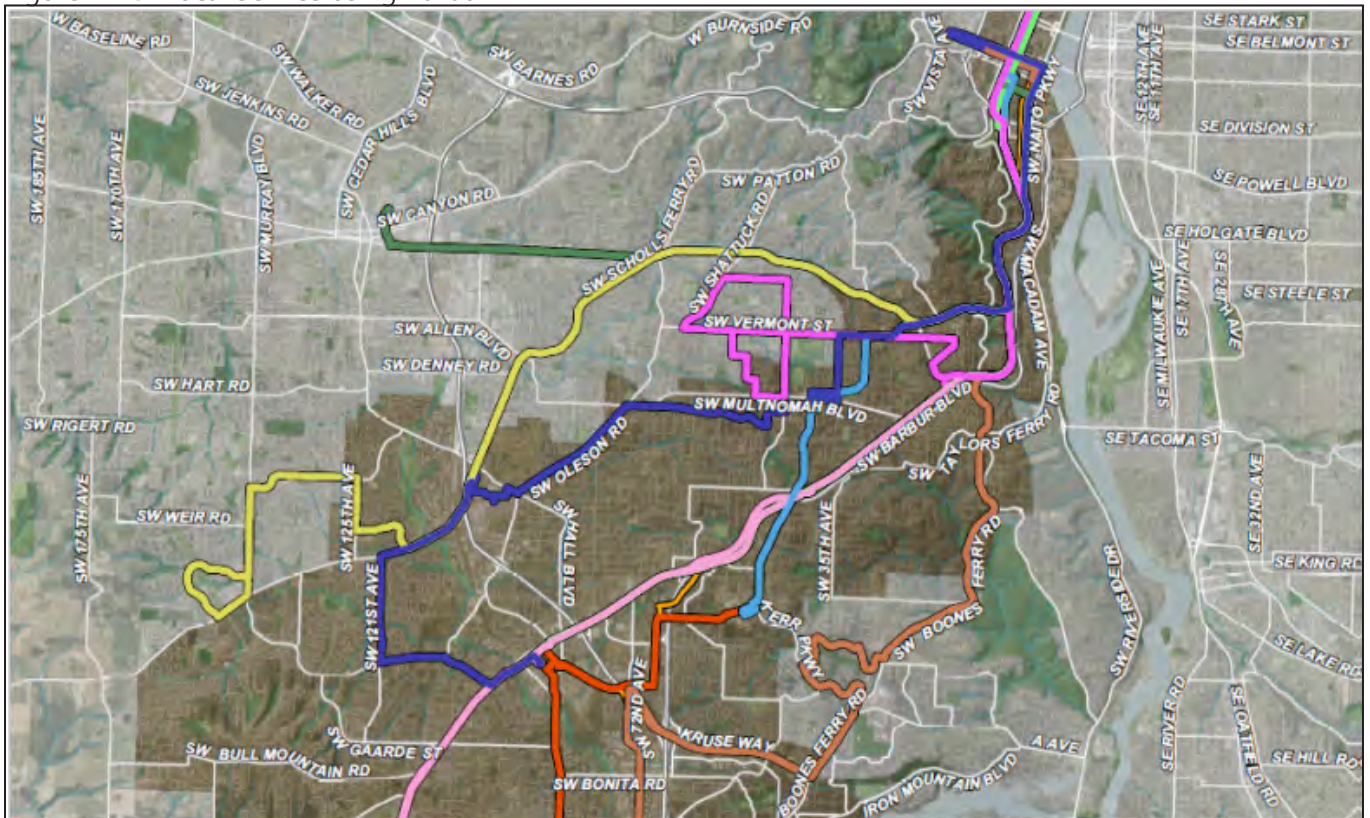 W BASELINE RD
SW WALKER RD
SW JENKINS RD
SW CEDAR HILLS BLVD
SW BARNES RD
W BURNSIDE RD
SW VISTA AVE
SE STARK ST
SE BELMONT ST
SE 12TH AVE
SE 11TH AVE
SW NAITO PKWY
SE DIVISION ST
SE POWELL BLVD
SW 185TH AVE
SW 170TH AVE
SW MURRAY BLVD
SW CANYON RD
SW SCHOLLS FERRY RD
SW PATTON RD
SW SHATTUCK RD
SE HOLGATE BLVD
SW MACADAM AVE
SE MILWAUKIE AVE
SE 17TH AVE
SE 28TH AVE
SE STEELE ST
SW ALLEN BLVD
SW VERMONT ST
SW DENNEY RD
SW HART RD
SW MULTNOMAH BLVD
SW BARBUR BLVD
SW RIGERT RD
SW TAYLORS FERRY RD
SE TACOMA ST
SW OLESON RD
SE 32ND AVE
SW WEIR RD
SW 125TH AVE
SW HALL BLVD
SW 35TH AVE
SW 175TH AVE
SE KING RD
SW 121ST AVE
KERR PKWY
SW BOONES FERRY RD
SW RIVERSIDE DR
SE LAKE RD
SE RIVER RD
SE OATFIELD RD
SW 72ND AVE
KRUSE WAY
A AVE
SW GAARDE ST
SW BULL MOUNTAIN RD
SW BONITA RD
BOONES FERRY RD
IRON MOUNTAIN BLVD
SE HILL RD